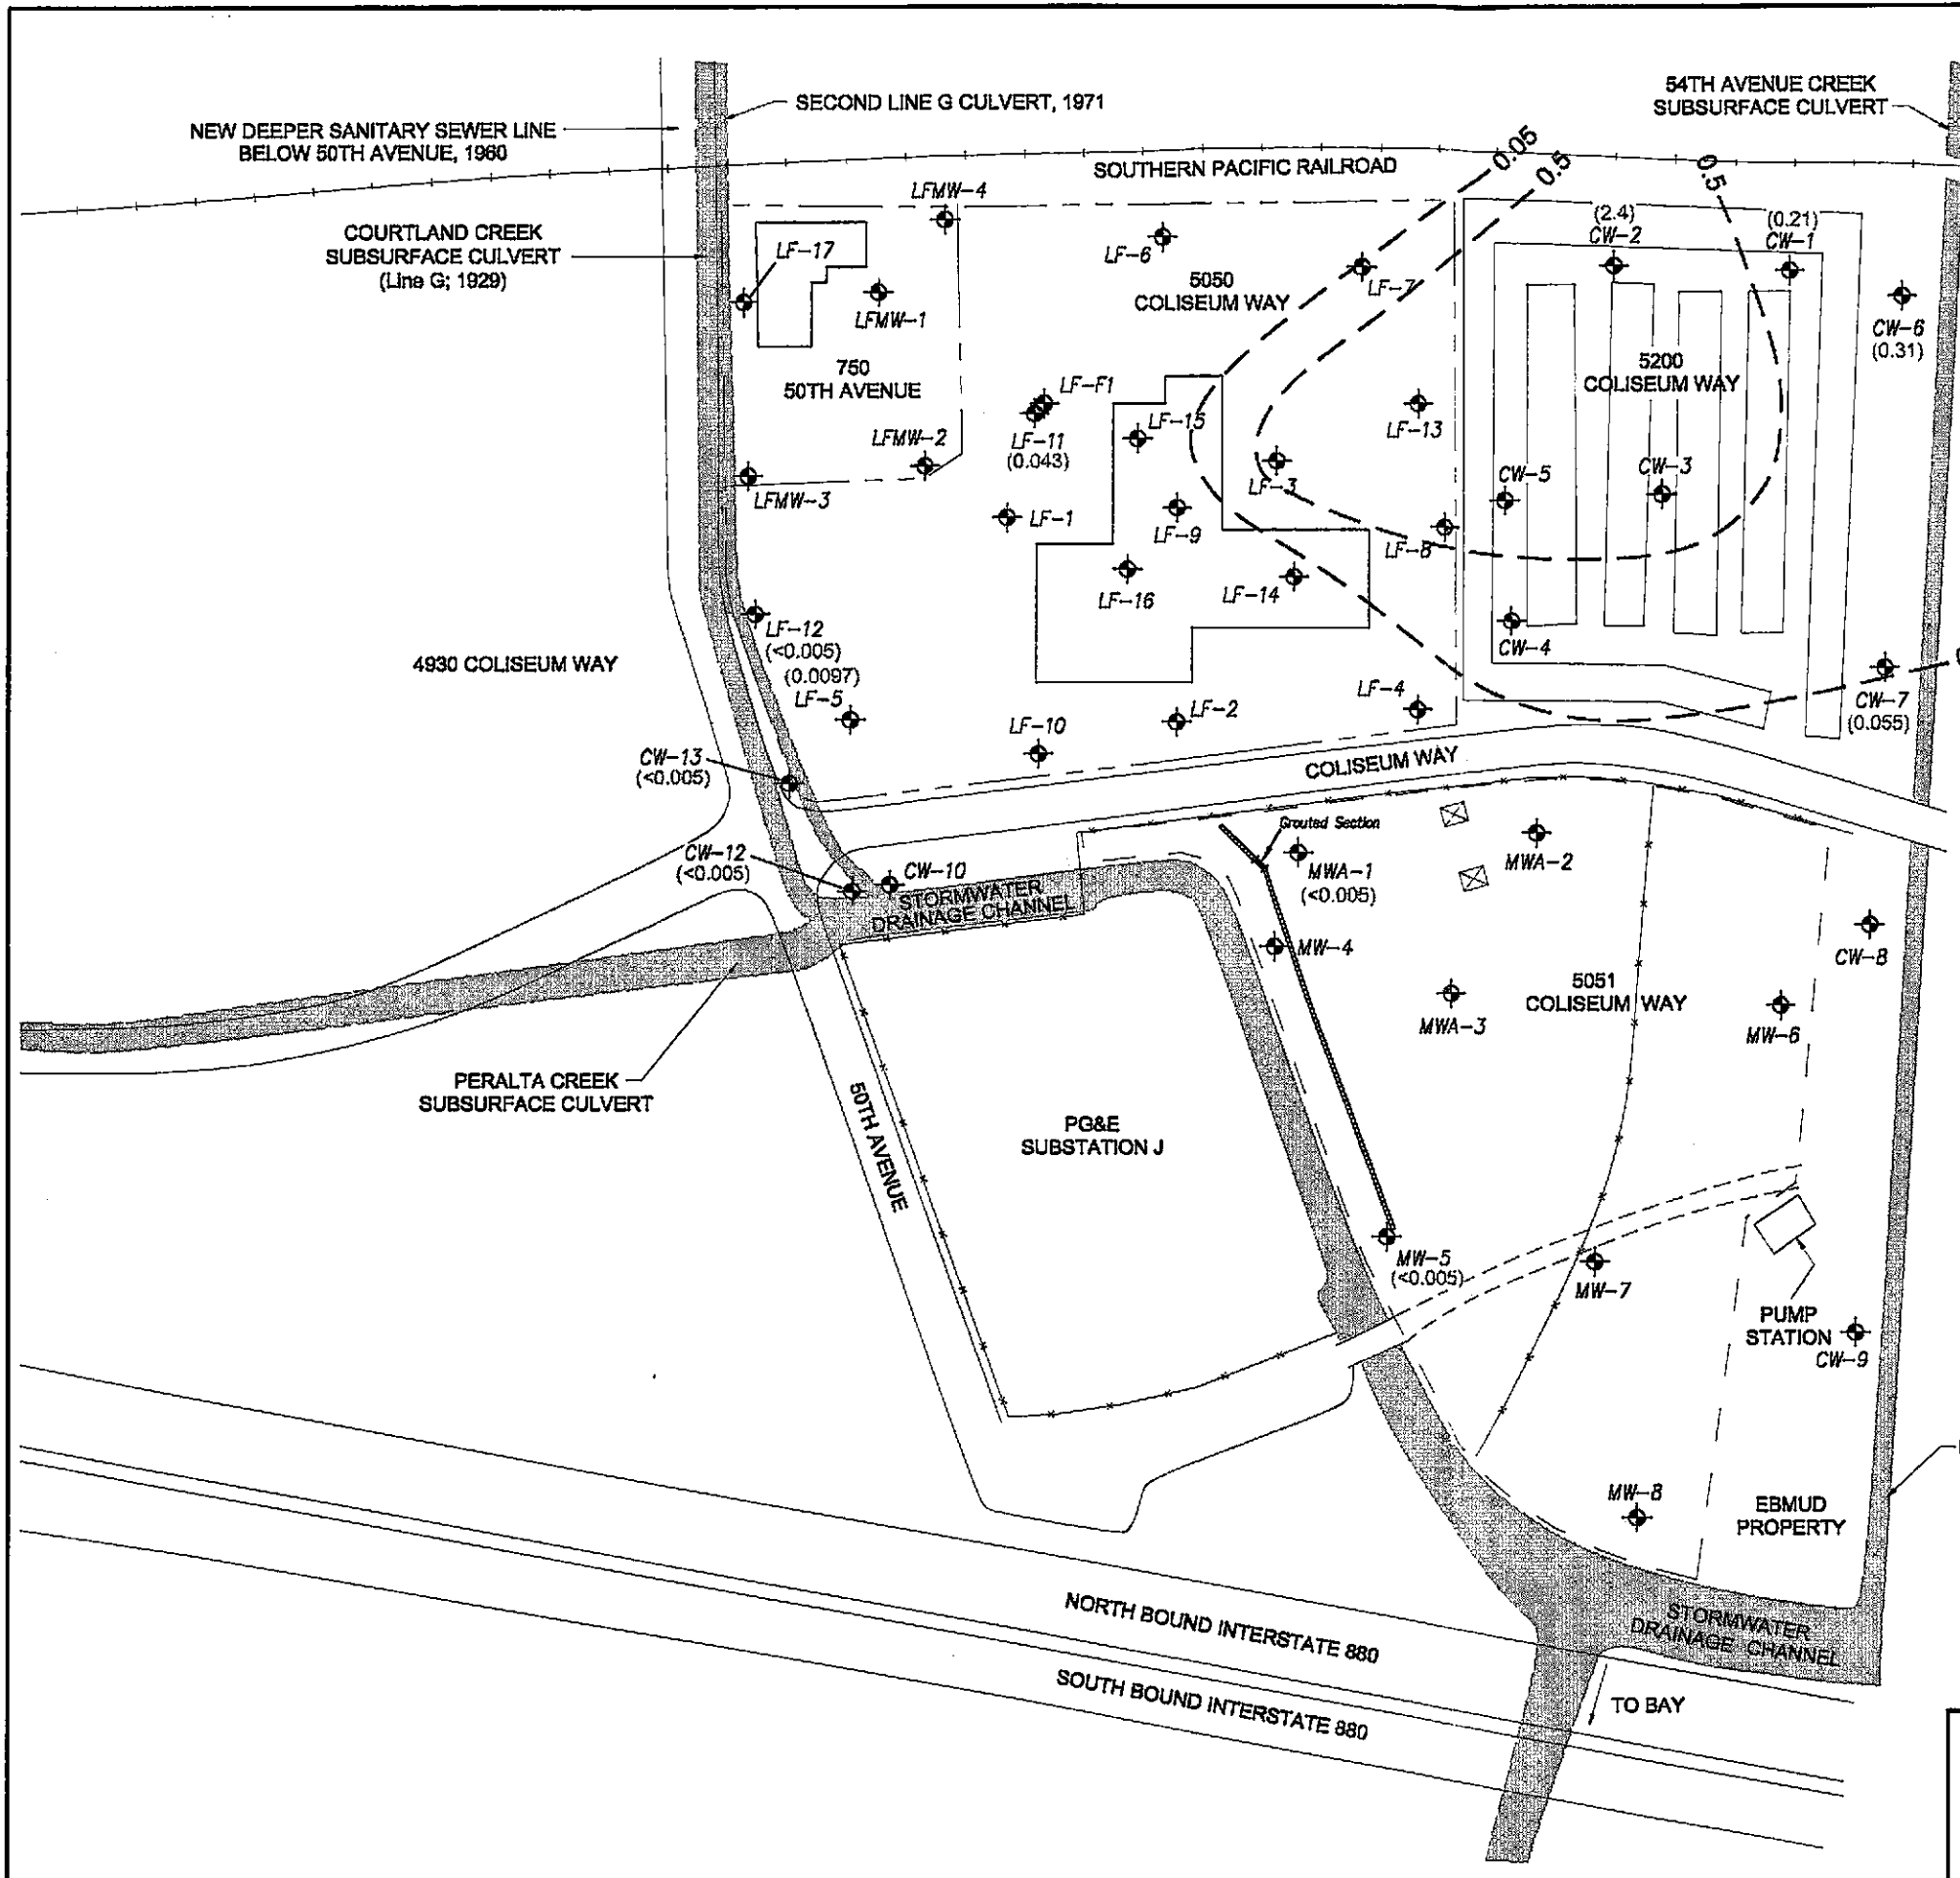 SECOND LINE G CULVERT, 1971
54TH AVENUE CREEK
SUBSURFACE CULVERT
NEW DEEPER SANITARY SEWER LINE
BELOW 50TH AVENUE, 1960
SOUTHERN PACIFIC RAILROAD
0.05
0.5
0.5
COURTLAND CREEK
SUBSURFACE CULVERT
(Line G; 1929)
LFMW-4
LF-17
LF-6
LF-7
(2.4)
CW-2
(0.21)
CW-1
5050
COLISEUM WAY
LFMW-1
CW-6
(0.31)
750
50TH AVENUE
5200
COLISEUM WAY
LF-F1
LF-11
(0.043)
LF-15
LF-13
LFMW-2
LFMW-3
LF-3
CW-5
CW-3
LF-1
LF-9
LF-8
LF-16
LF-14
CW-4
LF-12
(<0.005)
(0.0097)
LF-5
4930 COLISEUM WAY
LF-10
LF-2
LF-4
CW-7
(0.055)
CW-13
(<0.005)
COLISEUM WAY
Grouted Section
CW-12
(<0.005)
CW-10
STORMWATER
DRAINAGE CHANNEL
MWA-1
(<0.005)
MWA-2
MW-4
CW-8
MWA-3
5051
COLISEUM WAY
MW-6
PERALTA CREEK
SUBSURFACE CULVERT
50TH AVENUE
PG&E
SUBSTATION J
MW-5
(<0.005)
MW-7
PUMP
STATION
CW-9
MW-8
EBMUD
PROPERTY
NORTH BOUND INTERSTATE 880
SOUTH BOUND INTERSTATE 880
STORMWATER
DRAINAGE CHANNEL
TO BAY